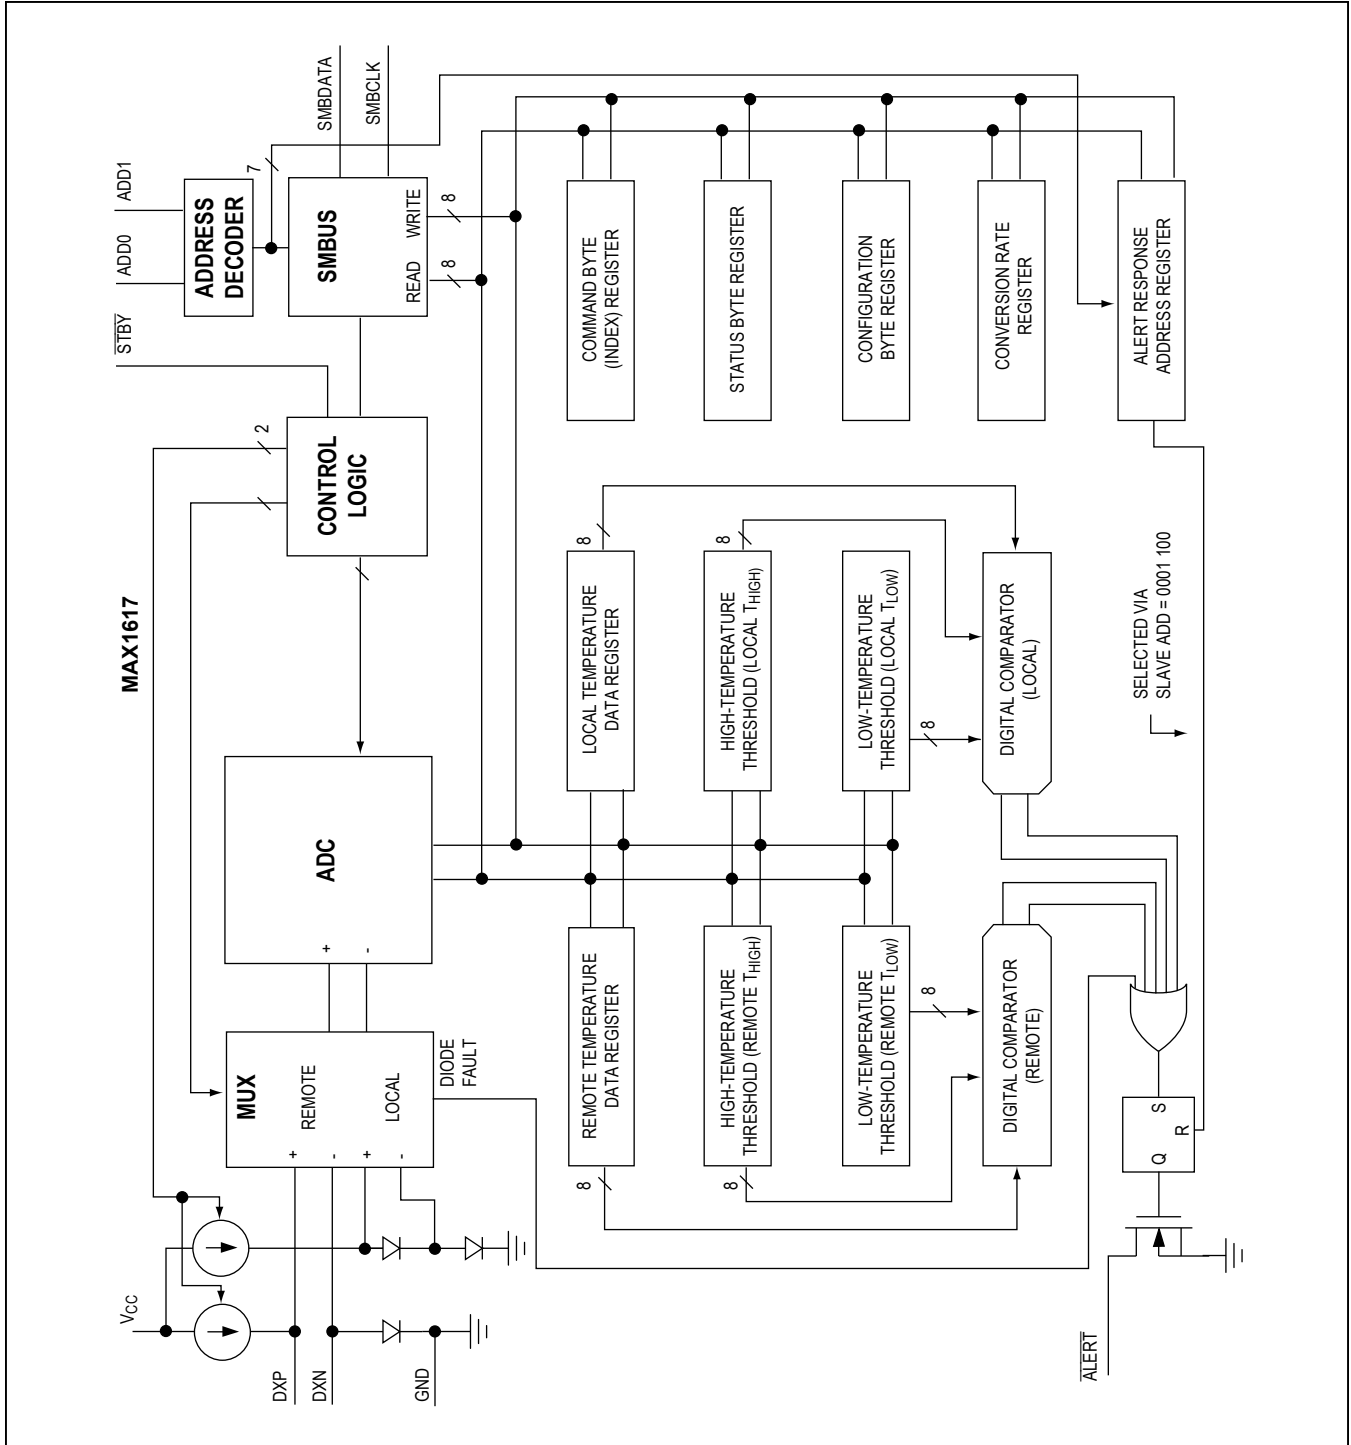 MAX1617
VCC
DXP
DXN
GND
MUX
REMOTE
LOCAL
+
-
+
-
DIODE
FAULT
ADC
+
-
CONTROL
LOGIC
2
STBY
ADD0
ADD1
ADDRESS
DECODER
7
SMBUS
READ
WRITE
8
8
SMBDATA
SMBCLK
REMOTE TEMPERATURE
DATA REGISTER
8
HIGH-TEMPERATURE
THRESHOLD (REMOTE THIGH)
8
LOW-TEMPERATURE
THRESHOLD (REMOTE TLOW)
8
DIGITAL COMPARATOR
(REMOTE)
LOCAL TEMPERATURE
DATA REGISTER
8
HIGH-TEMPERATURE
THRESHOLD (LOCAL THIGH)
8
LOW-TEMPERATURE
THRESHOLD (LOCAL TLOW)
8
DIGITAL COMPARATOR
(LOCAL)
COMMAND BYTE
(INDEX) REGISTER
STATUS BYTE REGISTER
CONFIGURATION
BYTE REGISTER
CONVERSION RATE
REGISTER
ALERT RESPONSE
ADDRESS REGISTER
SELECTED VIA
SLAVE ADD = 0001 100
Q
S
R
ALERT